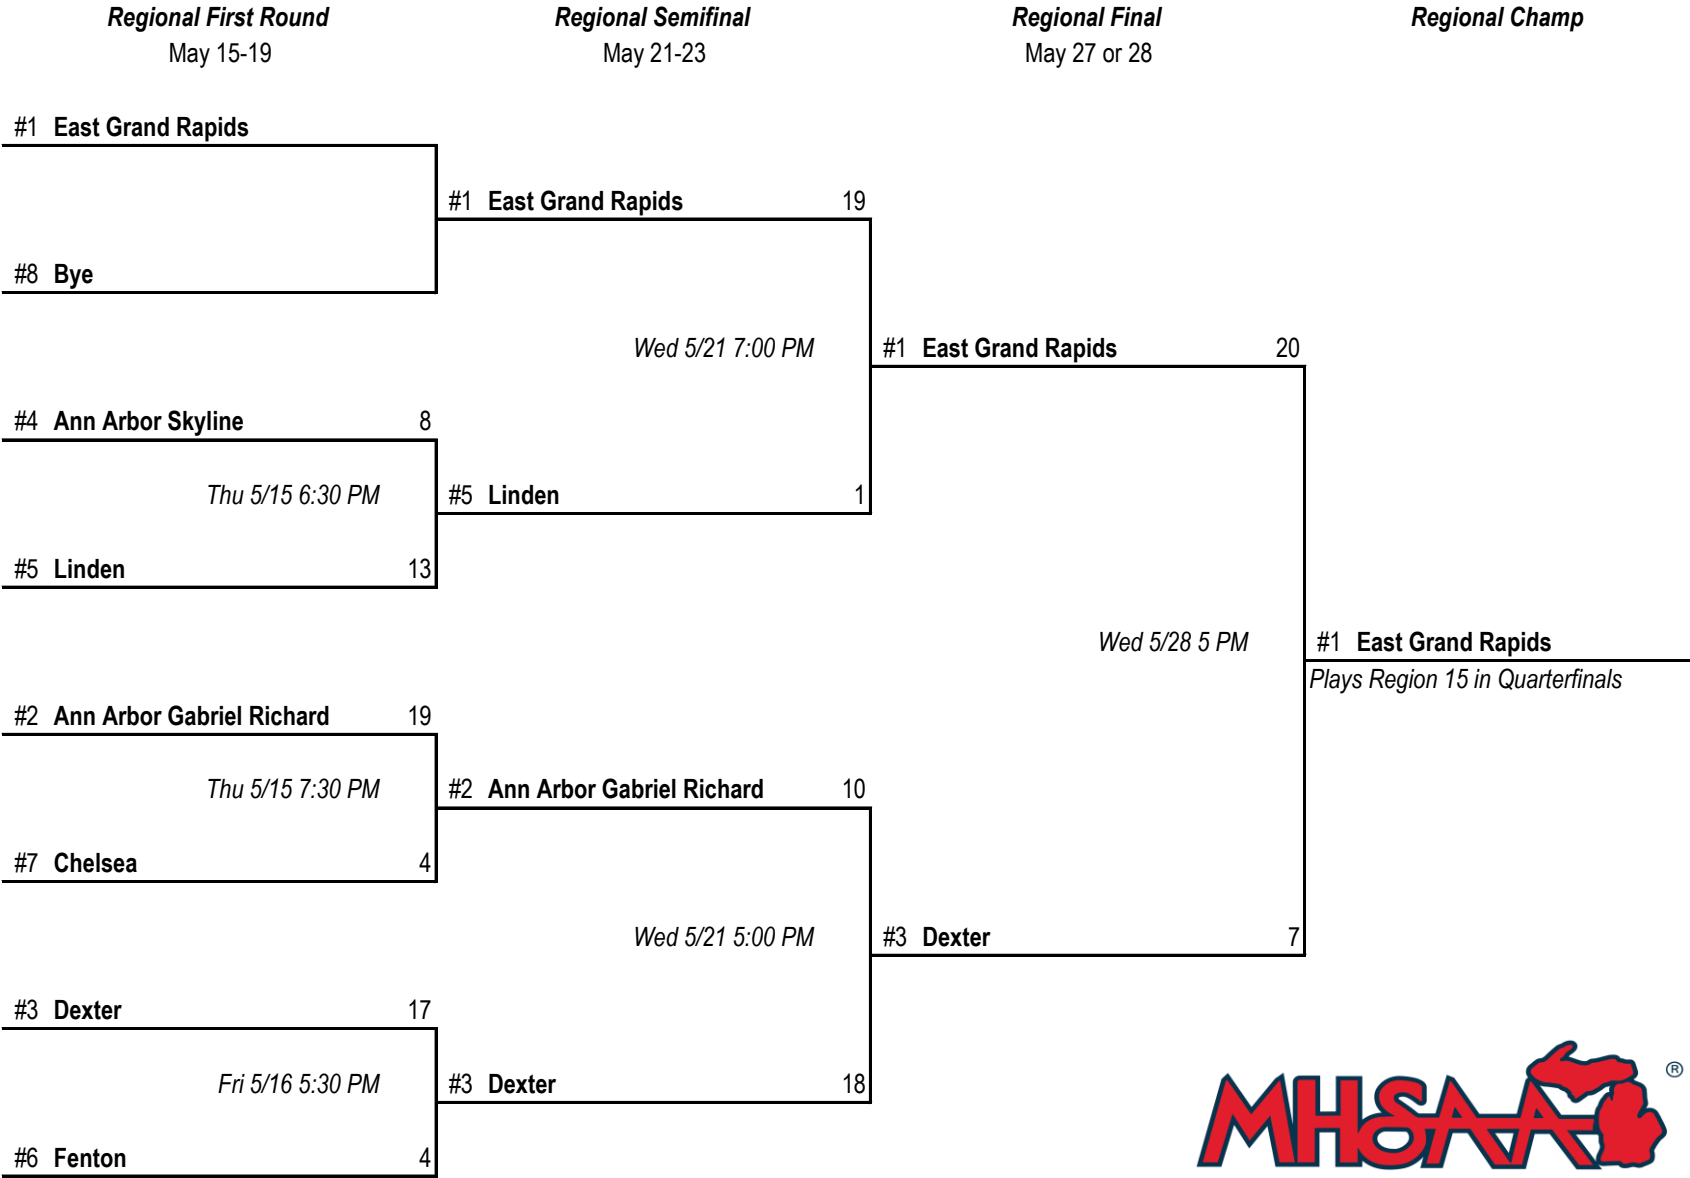 Regional First Round Regional Semifinal Regional Final Regional Champ
May 15-19 May 21-23 May 27 or 28
#1 East Grand Rapids
#1 East Grand Rapids 19
#8 Bye
Wed 5/21 7:00 PM #1 East Grand Rapids 20
#4 Ann Arbor Skyline 8
Thu 5/15 6:30 PM #5 Linden 1
#5 Linden 13
Wed 5/28 5 PM #1 East Grand Rapids
Plays Region 15 in Quarterfinals
#2 Ann Arbor Gabriel Richard 19
Thu 5/15 7:30 PM #2 Ann Arbor Gabriel Richard 10
#7 Chelsea 4
Wed 5/21 5:00 PM #3 Dexter 7
#3 Dexter 17
Fri 5/16 5:30 PM #3 Dexter 18
#6 Fenton 4
MHSAA ®